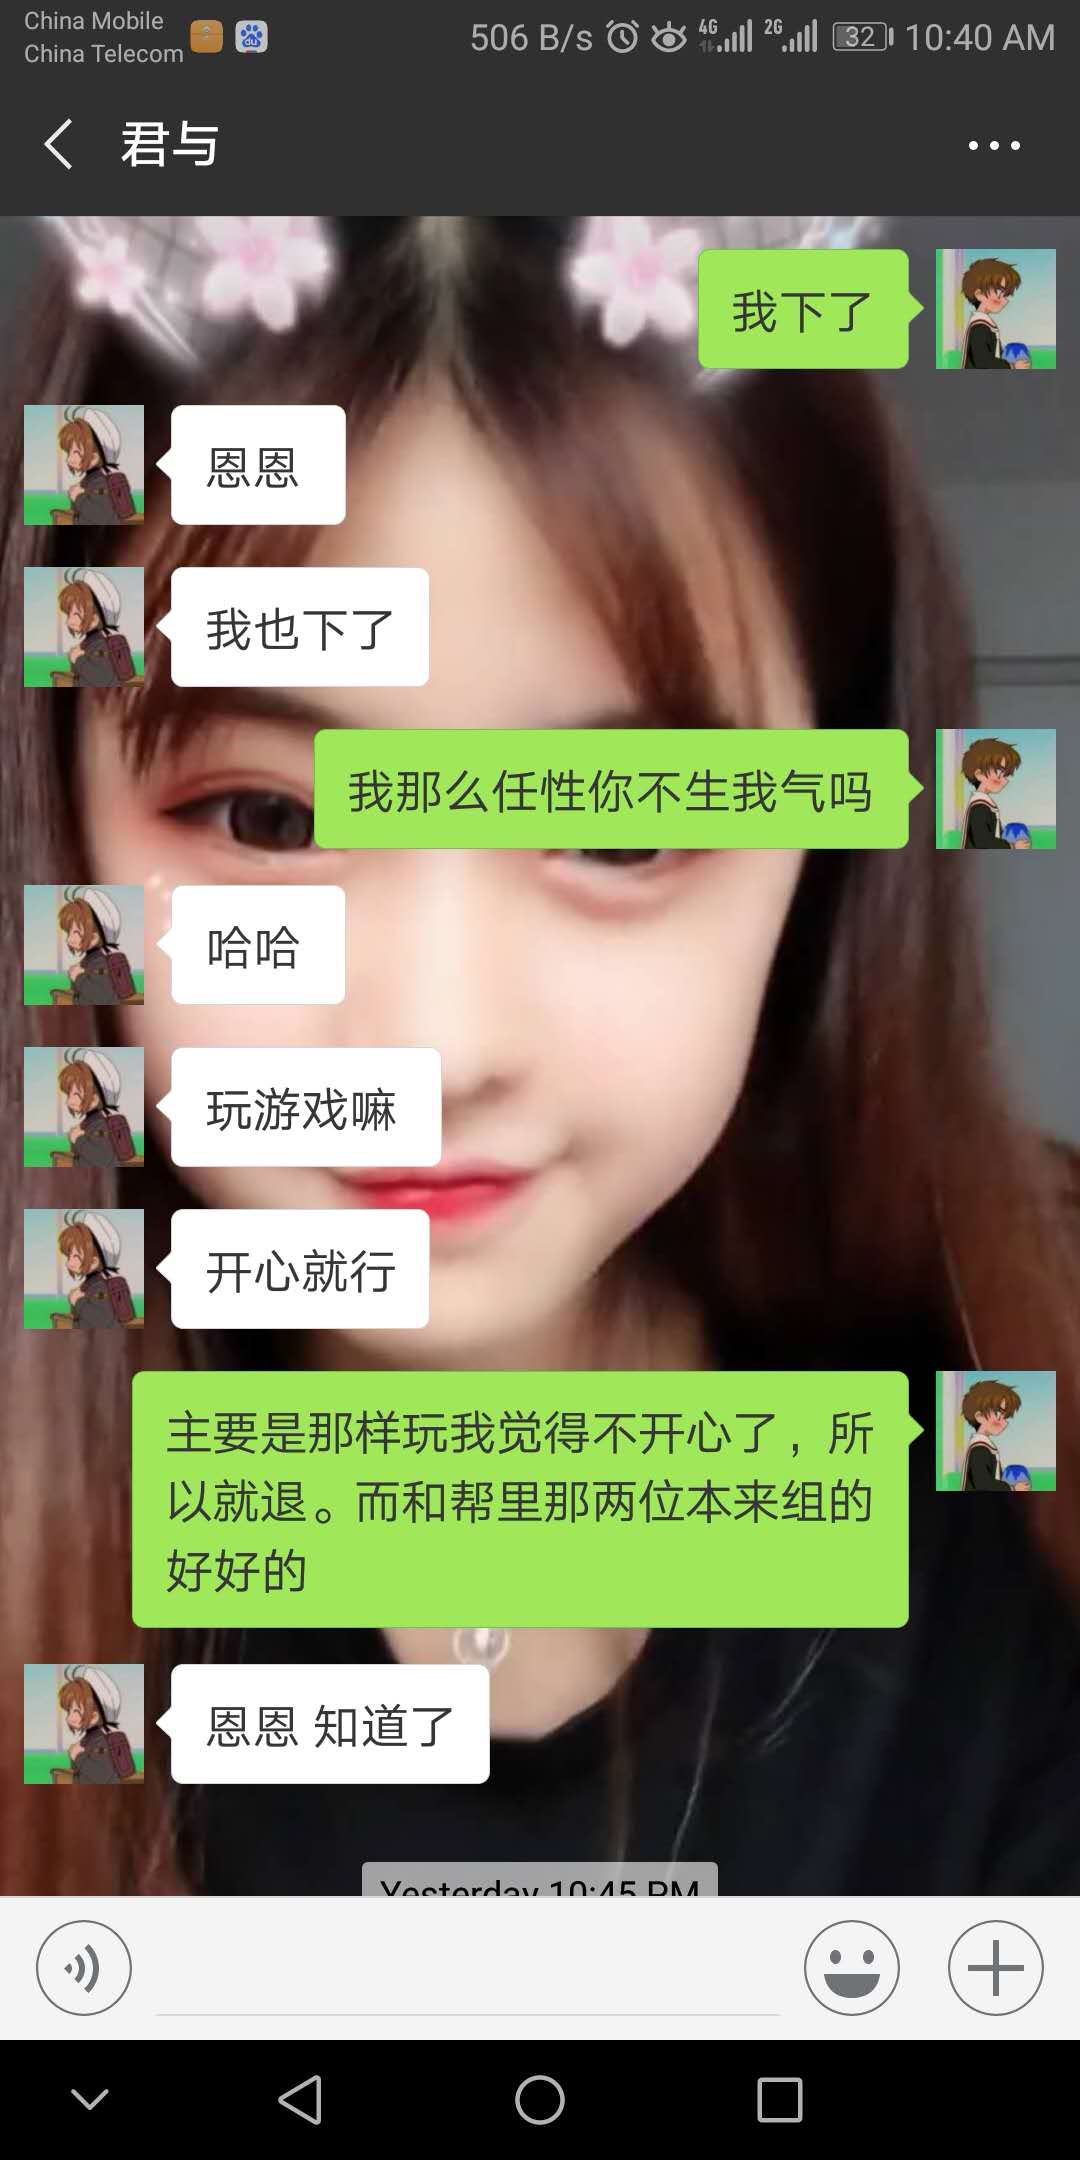 China Mobile
China Telecom
du
506 B/s 4G 2G 32 10:40 AM
君与
我下了
恩恩
我也下了
我那么任性你不生我气吗
哈哈
玩游戏嘛
开心就行
主要是那样玩我觉得不开心了，所
以就退。而和帮里那两位本来组的
好好的
恩恩 知道了
Yesterday 10:45 PM